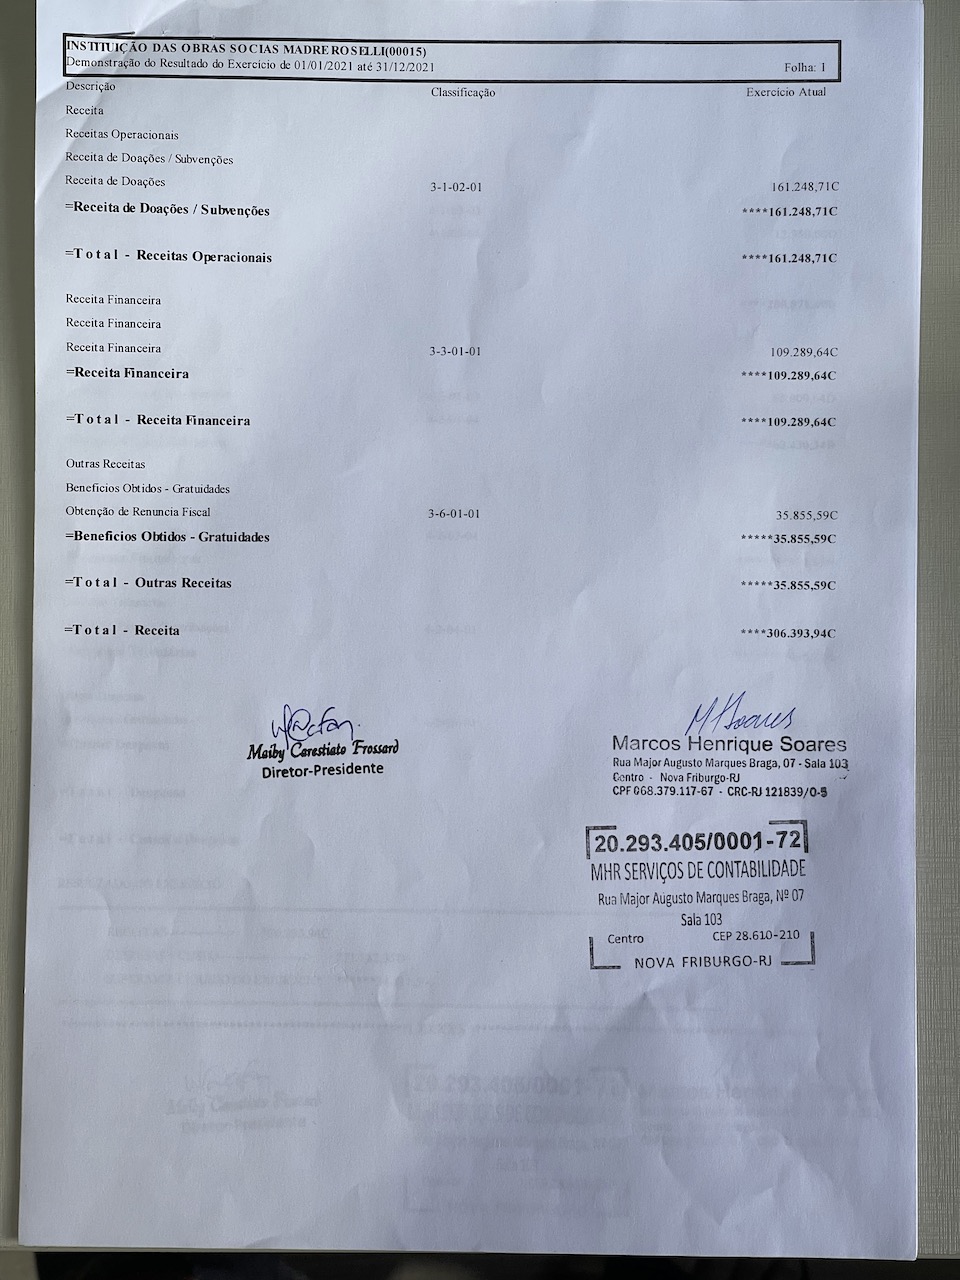 INSTITUIÇÃO DAS OBRAS SOCIAS MADRE ROSELLI(00015)
Demonstração do Resultado do Exercício de 01/01/2021 até 31/12/2021 Folha: 1
Descrição Classificação Exercício Atual
Receita
Receitas Operacionais
Receita de Doações / Subvenções
Receita de Doações 3-1-02-01 161.248,71C
=Receita de Doações / Subvenções ****161.248,71C
=T o t a l - Receitas Operacionais ****161.248,71C
Receita Financeira
Receita Financeira
Receita Financeira 3-3-01-01 109.289,64C
=Receita Financeira ****109.289,64C
=T o t a l - Receita Financeira ****109.289,64C
Outras Receitas
Beneficios Obtidos - Gratuidades
Obtenção de Renuncia Fiscal 3-6-01-01 35.855,59C
=Beneficios Obtidos - Gratuidades *****35.855,59C
=T o t a l - Outras Receitas *****35.855,59C
=T o t a l - Receita ****306.393,94C
Maiby Carestiato Frossard
Diretor-Presidente
MHSoares
Marcos Henrique Soares
Rua Major Augusto Marques Braga, 07 - Sala 103
Centro - Nova Friburgo-RJ
CPF 068.379.117-67 - CRC-RJ 121839/O-5
20.293.405/0001-72
MHR SERVIÇOS DE CONTABILIDADE
Rua Major Augusto Marques Braga, Nº 07
Sala 103
Centro CEP 28.610-210
NOVA FRIBURGO-RJ